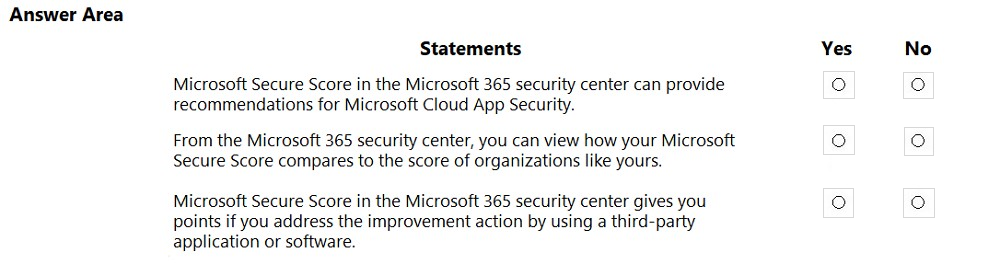 Answer Area
Statements Yes No
Microsoft Secure Score in the Microsoft 365 security center can provide
recommendations for Microsoft Cloud App Security.
From the Microsoft 365 security center, you can view how your Microsoft
Secure Score compares to the score of organizations like yours.
Microsoft Secure Score in the Microsoft 365 security center gives you
points if you address the improvement action by using a third-party
application or software.